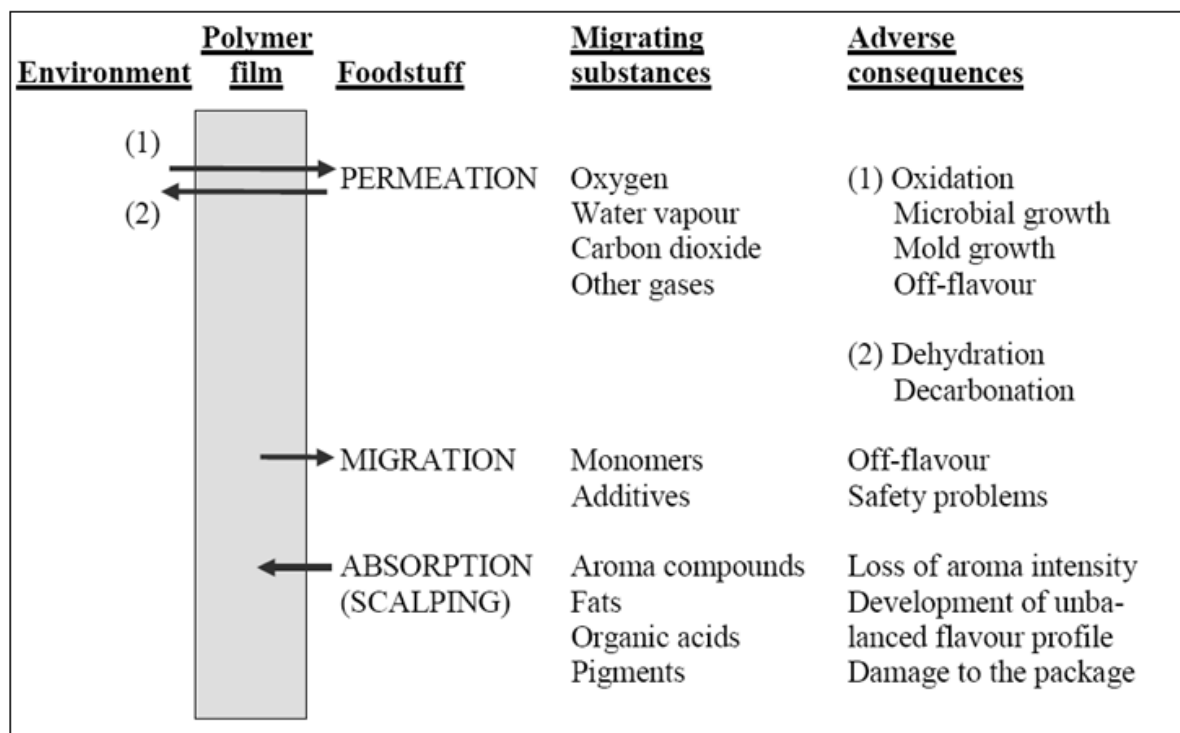 Environment Polymer film Foodstuff Migrating substances Adverse consequences
(1)
(2)
PERMEATION Oxygen (1) Oxidation
Water vapour Microbial growth
Carbon dioxide Mold growth
Other gases Off-flavour
(2) Dehydration
Decarbonation
MIGRATION Monomers Off-flavour
Additives Safety problems
ABSORPTION Aroma compounds Loss of aroma intensity
(SCALPING) Fats Development of unba-
Organic acids lanced flavour profile
Pigments Damage to the package